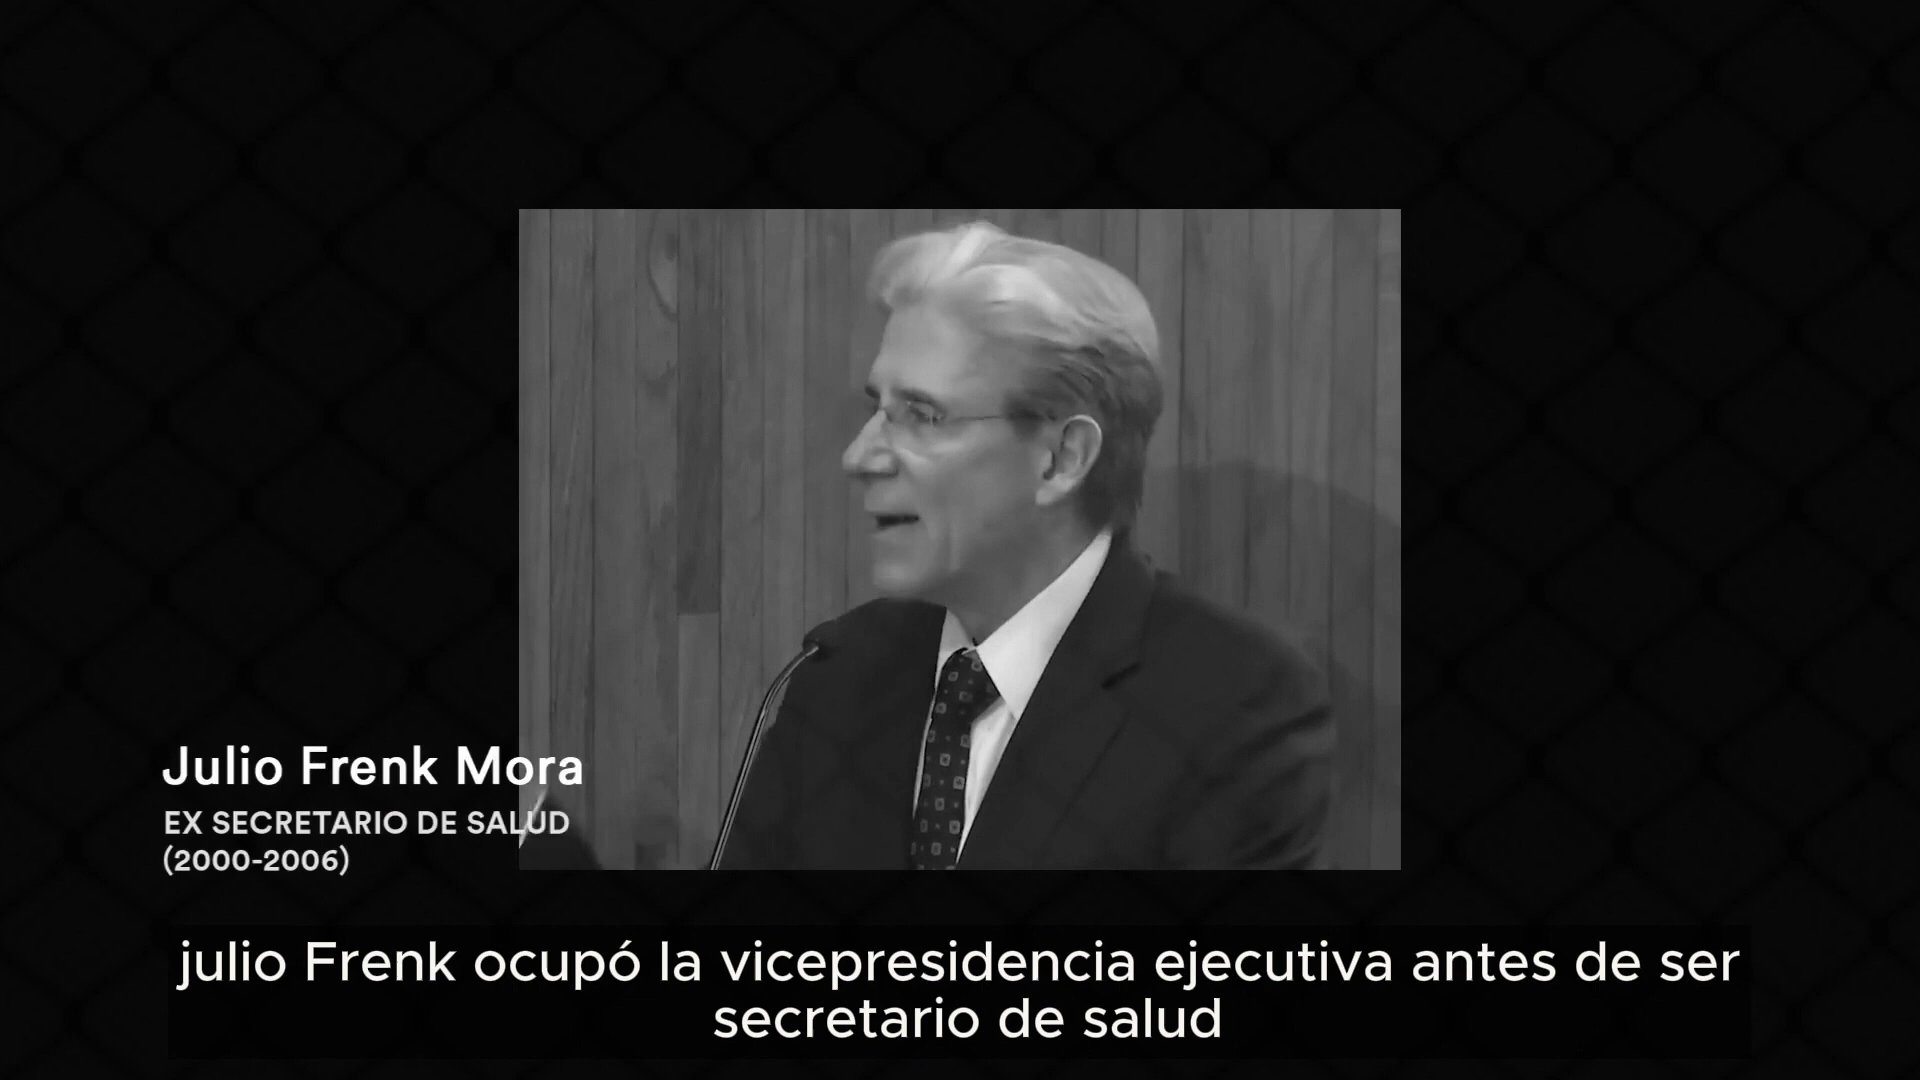 Julio Frenk Mora
EX SECRETARIO DE SALUD
(2000-2006)
julio Frenk ocupó la vicepresidencia ejecutiva antes de ser
secretario de salud